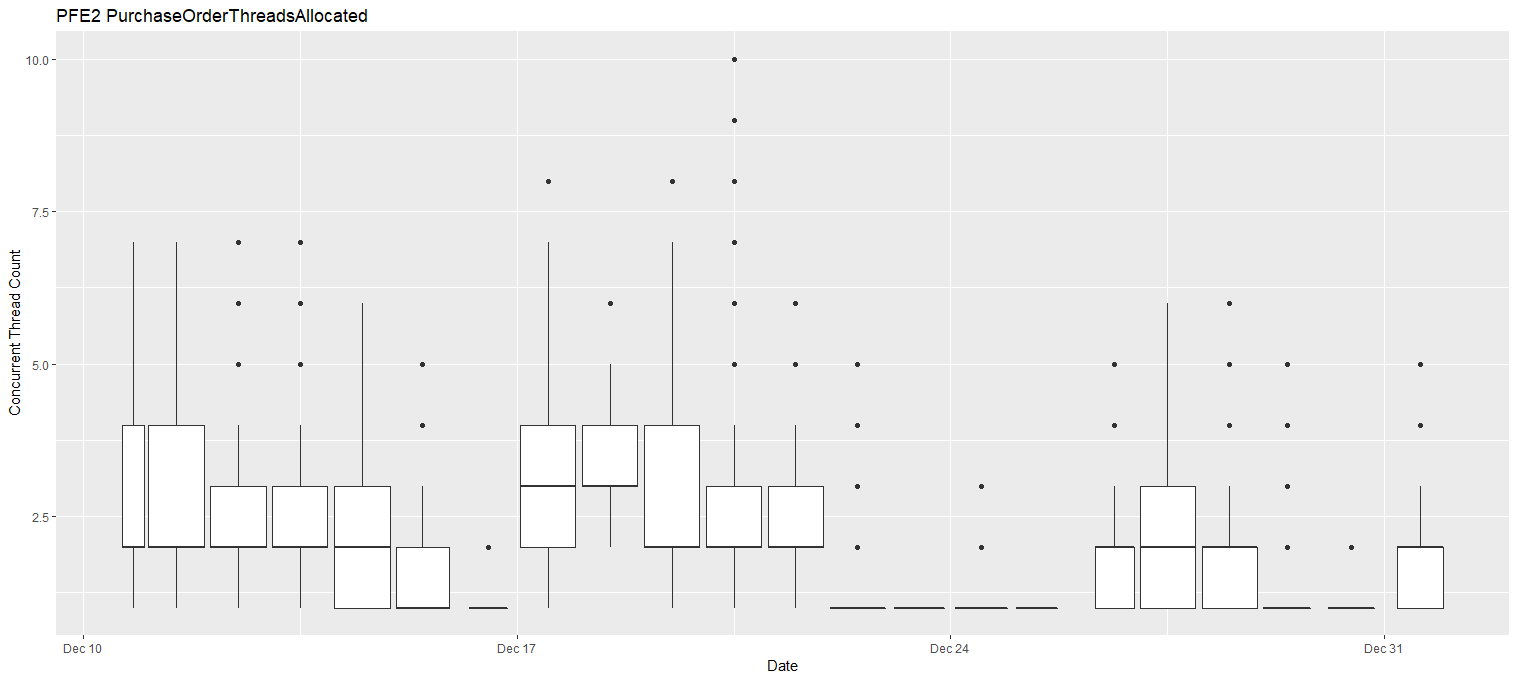 PFE2 PurchaseOrderThreadsAllocated
10.0
7.5
5.0
2.5
Concurrent Thread Count
Dec 10
Dec 17
Dec 24
Dec 31
Date